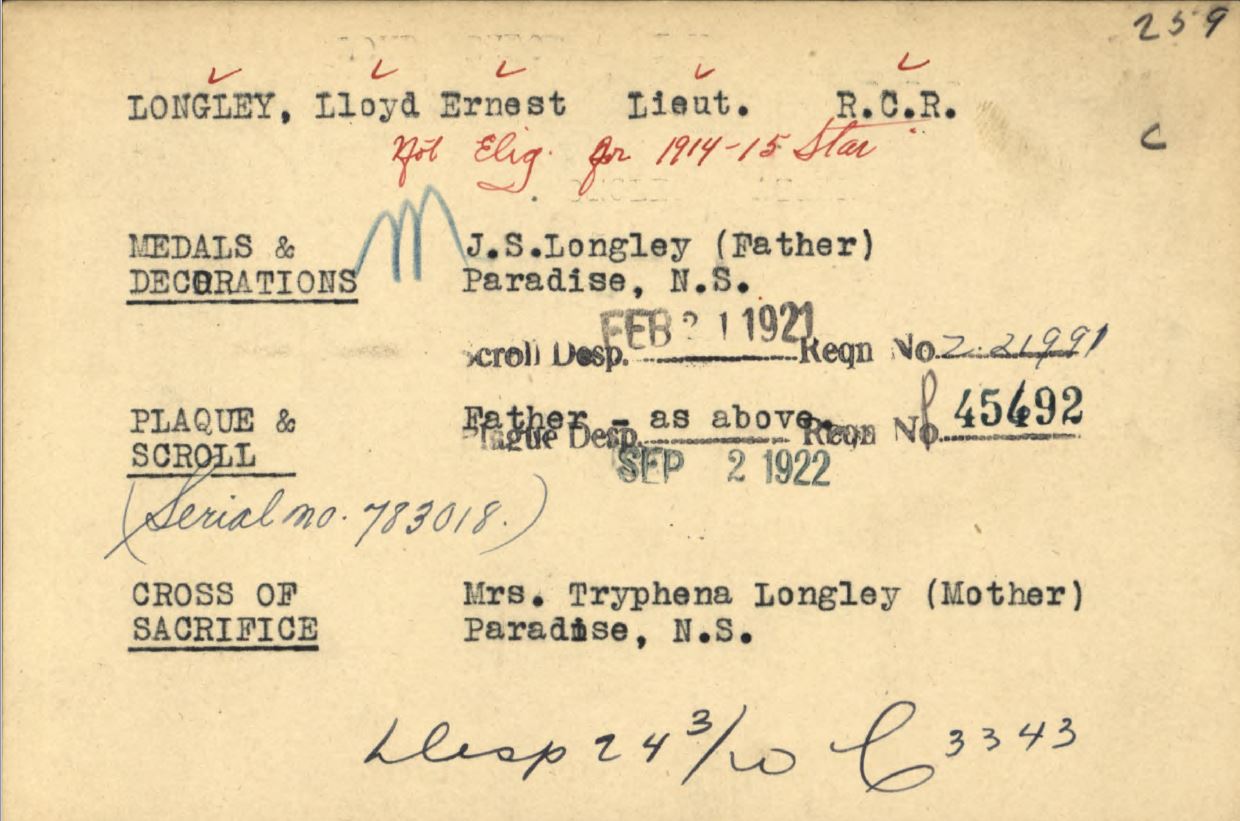 259
LONGLEY, Lloyd Ernest Lieut. R.C.R.
C
Not Elig. for 1914-15 Star
MEDALS & M J.S.Longley (Father)
DECORATIONS Paradise, N.S.
FEB 21 1921
Scroll Desp. Reqn No Z.21991
PLAQUE & Father - as above.
Plaque Desp. Reqn No. P45492
SCROLL
SEP 2 1922
(Serial no. 783018.)
CROSS OF Mrs. Tryphena Longley (Mother)
SACRIFICE Paradise, N.S.
Desp 24 3/20 C 3343